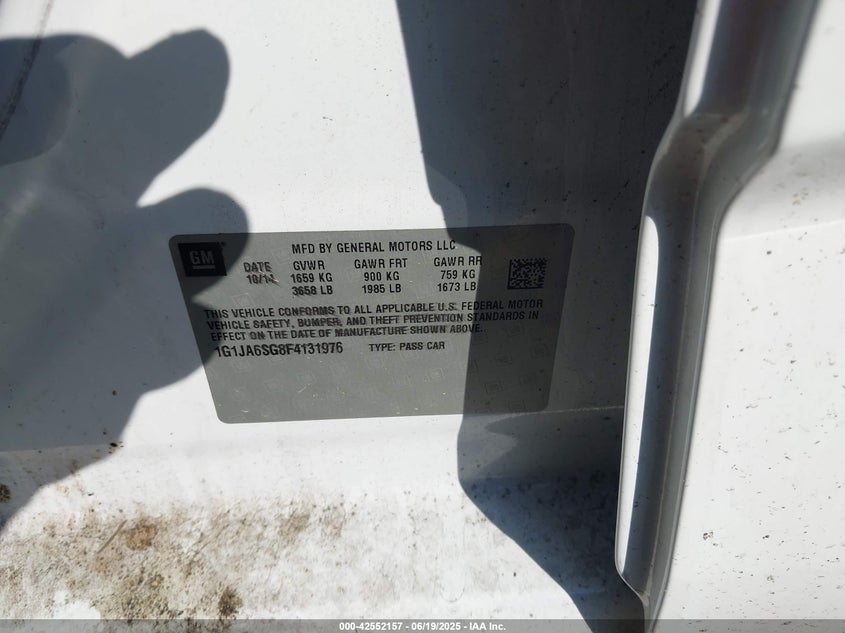 GM
MFD BY GENERAL MOTORS LLC
DATE GVWR GAWR FRT GAWR RR
10/14 1659 KG 900 KG 759 KG
3658 LB 1985 LB 1673 LB
THIS VEHICLE CONFORMS TO ALL APPLICABLE U.S. FEDERAL MOTOR
VEHICLE SAFETY, BUMPER, AND THEFT PREVENTION STANDARDS IN
EFFECT ON THE DATE OF MANUFACTURE SHOWN ABOVE.
1G1JA6SG8F4131976 TYPE: PASS CAR
000-42552157 - 06/19/2025 - IAA Inc.